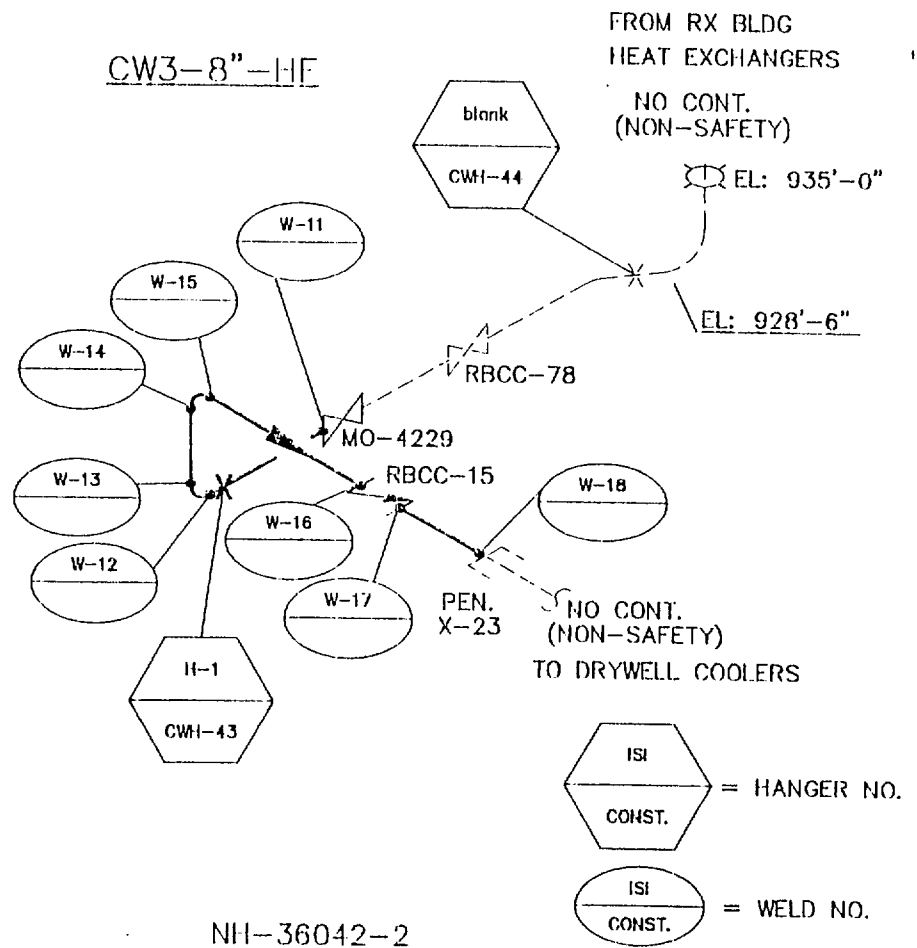 FROM RX BLDG
HEAT EXCHANGERS
CW3-8"-HE
NO CONT.
(NON-SAFETY)
blank
CWH-44
EL: 935'-0"
W-11
W-15
EL: 928'-6"
W-14
RBCC-78
MO-4229
RBCC-15
W-13
W-18
W-16
W-12
W-17
PEN.
X-23
NO CONT.
(NON-SAFETY)
TO DRYWELL COOLERS
H-1
CWH-43
ISI
CONST.
= HANGER NO.
ISI
CONST.
= WELD NO.
NH-36042-2